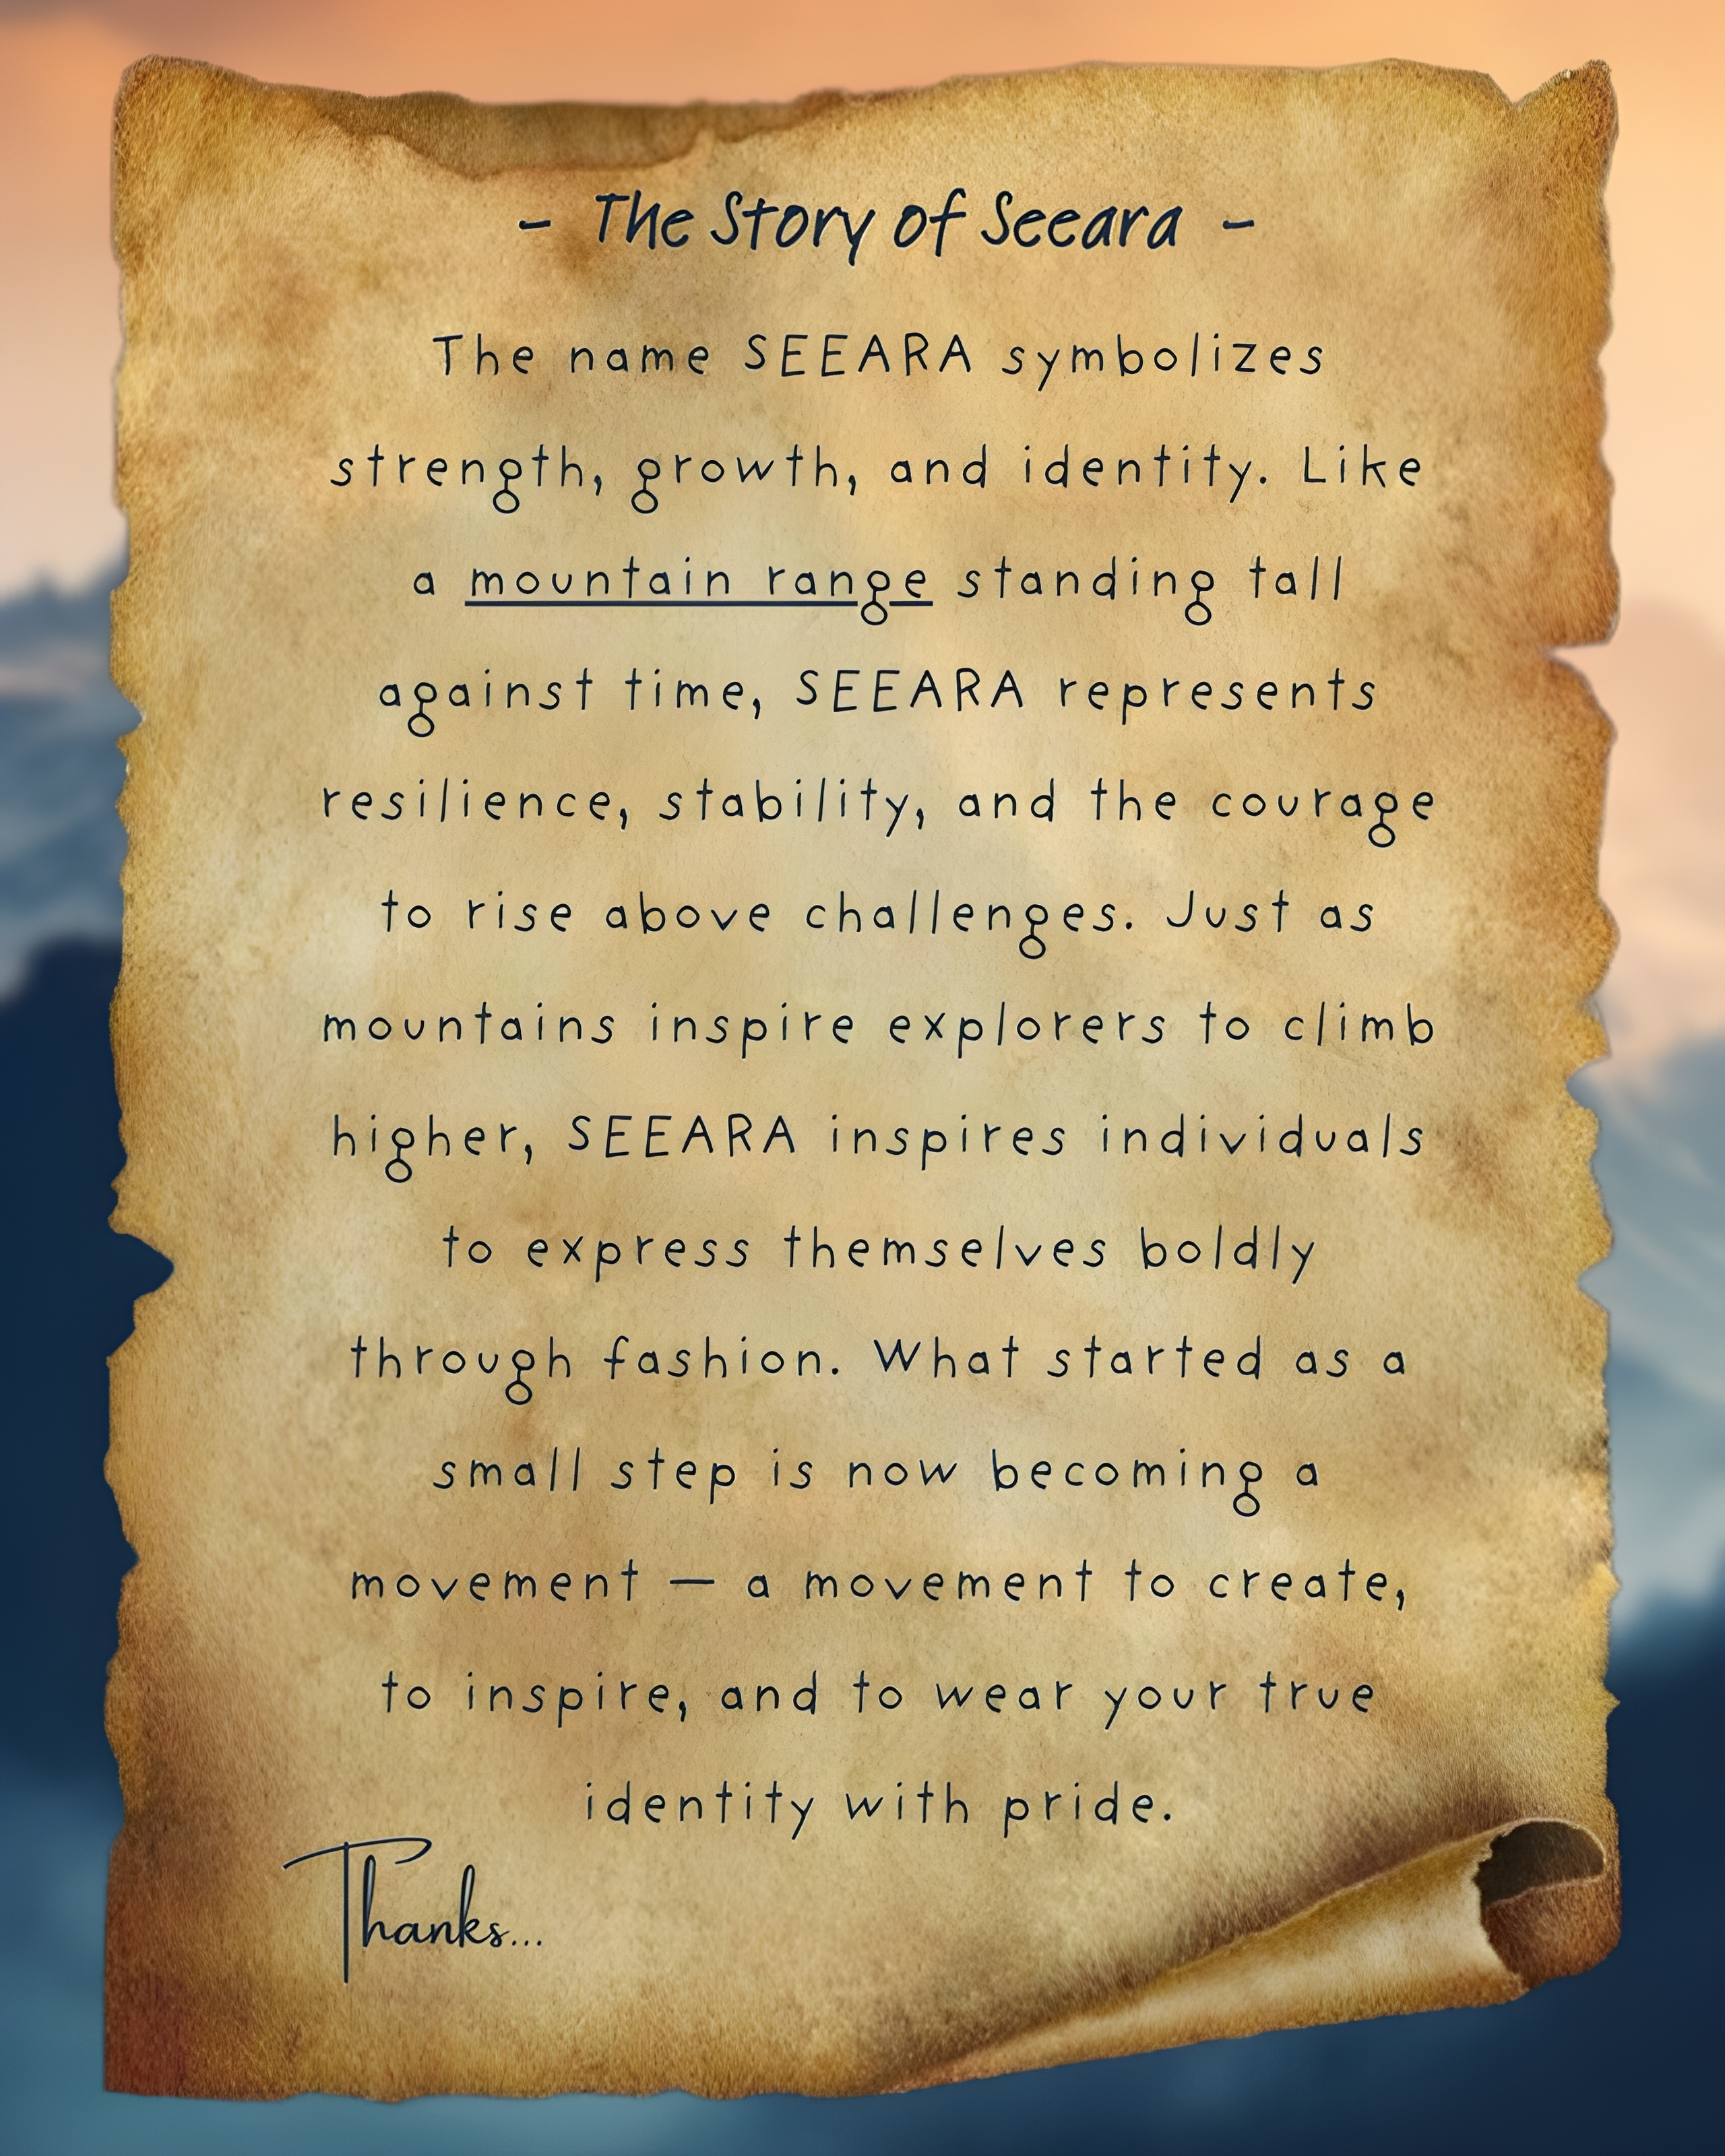 - The Story of Seeara -
The name SEEARA symbolizes
strength, growth, and identity. Like
a mountain range standing tall
against time, SEEARA represents
resilience, stability, and the courage
to rise above challenges. Just as
mountains inspire explorers to climb
higher, SEEARA inspires individuals
to express themselves boldly
through fashion. What started as a
small step is now becoming a
movement — a movement to create,
to inspire, and to wear your true
identity with pride.
Thanks...